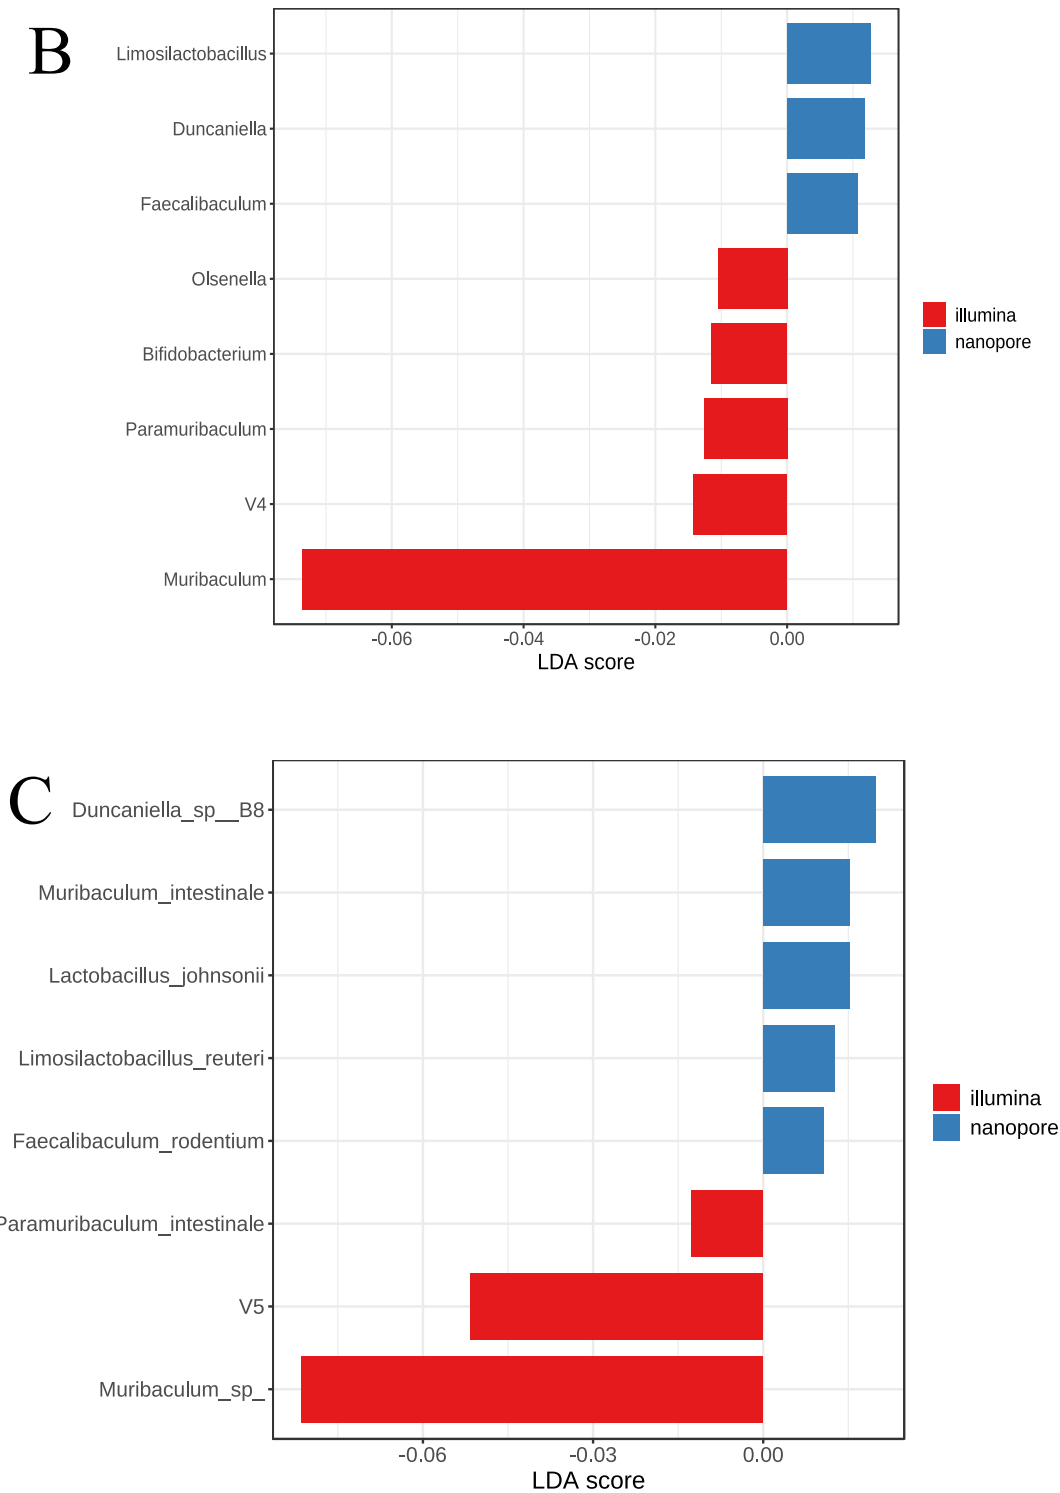 B
Limosilactobacillus
Duncaniella
Faecalibaculum
Olsenella
Bifidobacterium
Paramuribaculum
V4
Muribaculum
-0.06 -0.04 -0.02 0.00
LDA score
illumina
nanopore
C
Duncaniella_sp__B8
Muribaculum_intestinale
Lactobacillus_johnsonii
Limosilactobacillus_reuteri
Faecalibaculum_rodentium
Paramuribaculum_intestinale
V5
Muribaculum_sp_
-0.06 -0.03 0.00
LDA score
illumina
nanopore